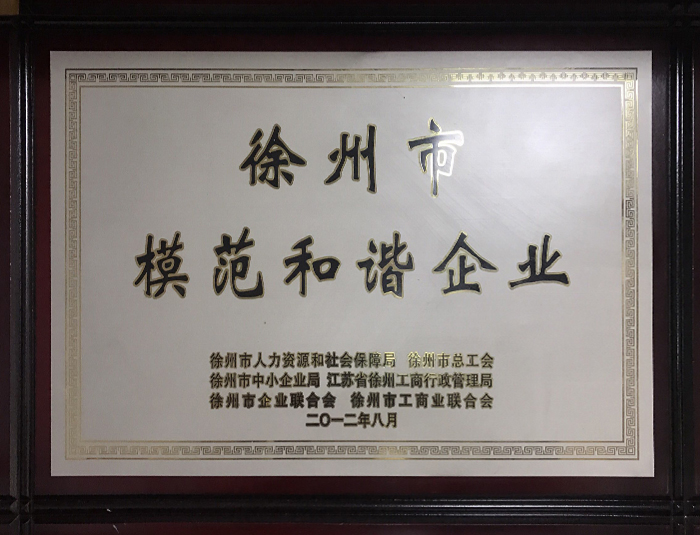 徐州市
模范和谐企业
徐州市人力资源和社会保障局 徐州市总工会
徐州市中小企业局 江苏省徐州工商行政管理局
徐州市企业联合会 徐州市工商业联合会
二〇一二年八月